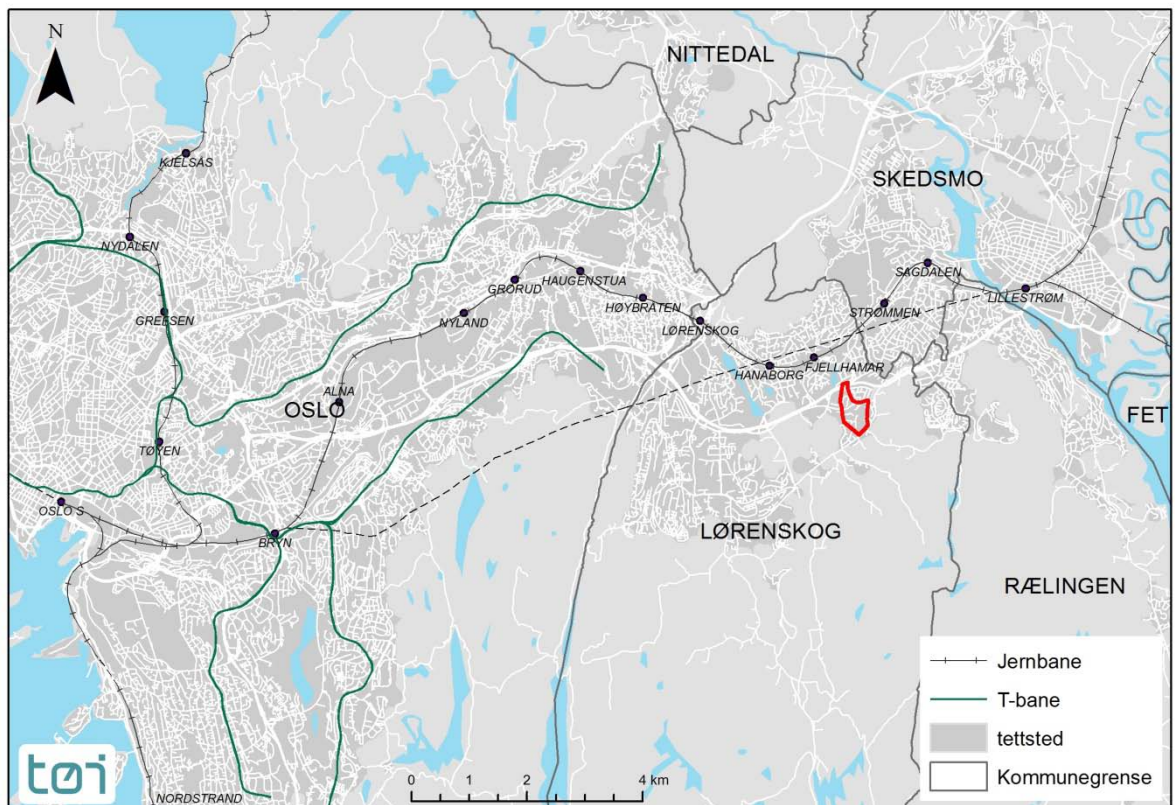 N
NITTEDAL
KJELSÅS
SKEDSMO
NYDALEN
SAGDALEN
HAUGENSTUA
GRORUD
LILLESTRØM
HØYBRÅTEN
STRØMMEN
GREFSEN
NYLAND
LØRENSKOG
FJELLHAMAR
HANABORG
ALNA
OSLO
FET
TØYEN
OSLO S
BRYN
LØRENSKOG
RÆLINGEN
Jernbane
T-bane
tettsted
Kommunegrense
tøi
0 1 2 4 km
NORDSTRAND